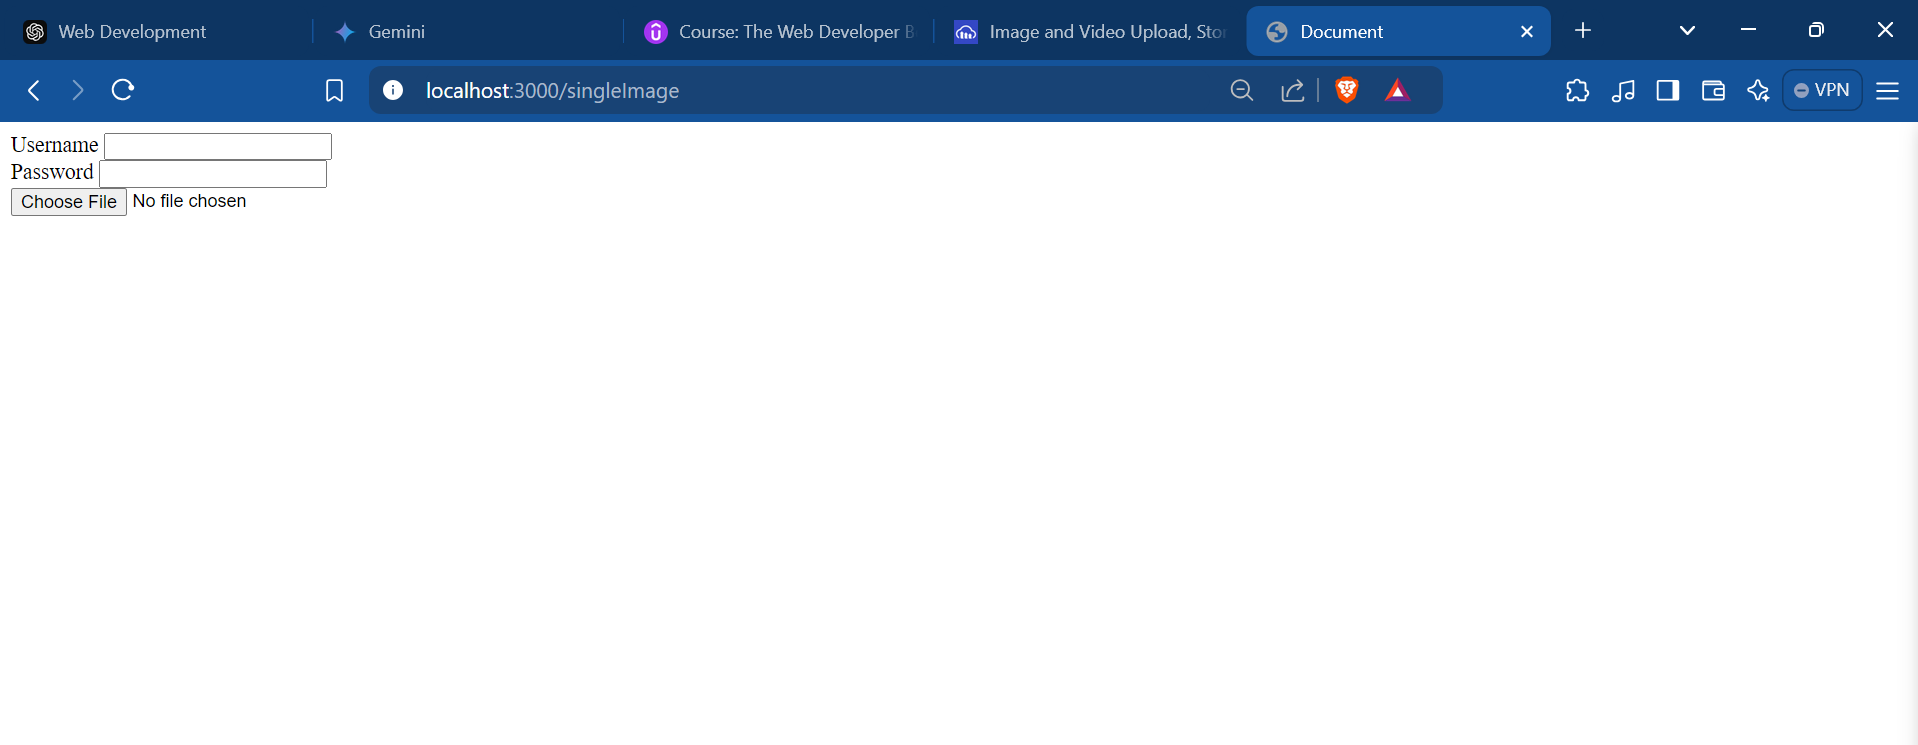 Web Development
Gemini
Course: The Web Developer B
Image and Video Upload, Stor
Document
localhost:3000/singleImage
VPN
Username
Password
Choose File No file chosen